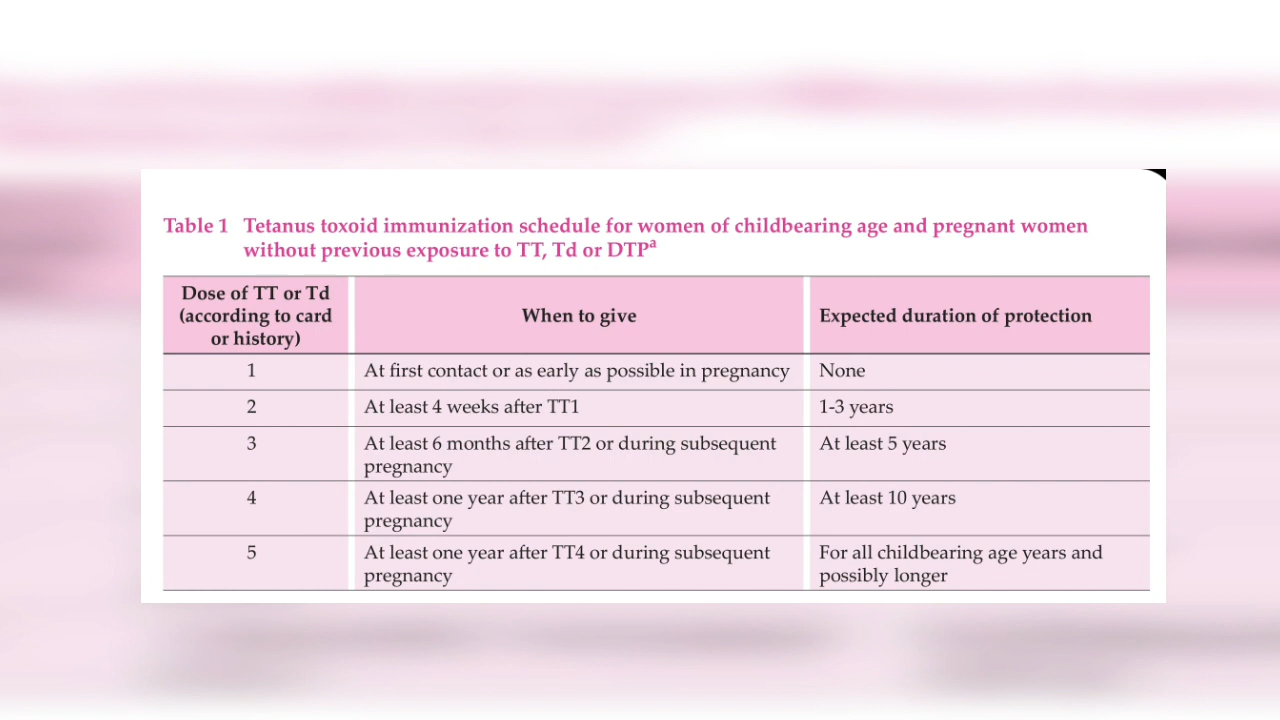 Table 1 Tetanus toxoid immunization schedule for women of childbearing age and pregnant women
without previous exposure to TT, Td or DTPª
Dose of TT or Td
(according to card
or history)
When to give
Expected duration of protection
1
At first contact or as early as possible in pregnancy
None
2
At least 4 weeks after TT1
1-3 years
3
At least 6 months after TT2 or during subsequent
pregnancy
At least 5 years
4
At least one year after TT3 or during subsequent
pregnancy
At least 10 years
5
At least one year after TT4 or during subsequent
pregnancy
For all childbearing age years and
possibly longer